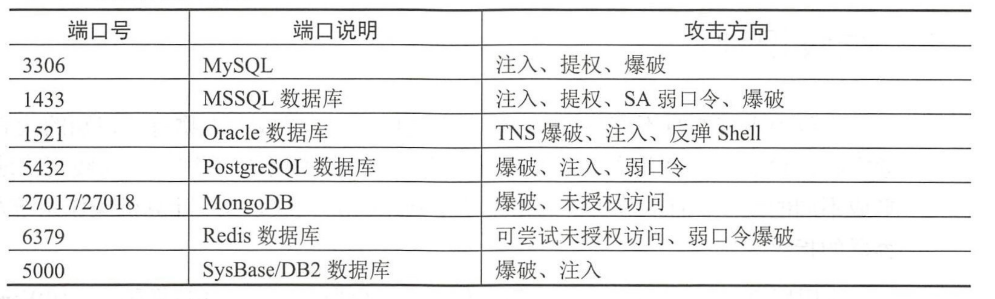 端口号 端口说明 攻击方向
3306 MySQL 注入、提权、爆破
1433 MSSQL 数据库 注入、提权、SA 弱口令、爆破
1521 Oracle 数据库 TNS 爆破、注入、反弹 Shell
5432 PostgreSQL 数据库 爆破、注入、弱口令
27017/27018 MongoDB 爆破、未授权访问
6379 Redis 数据库 可尝试未授权访问、弱口令爆破
5000 SysBase/DB2 数据库 爆破、注入